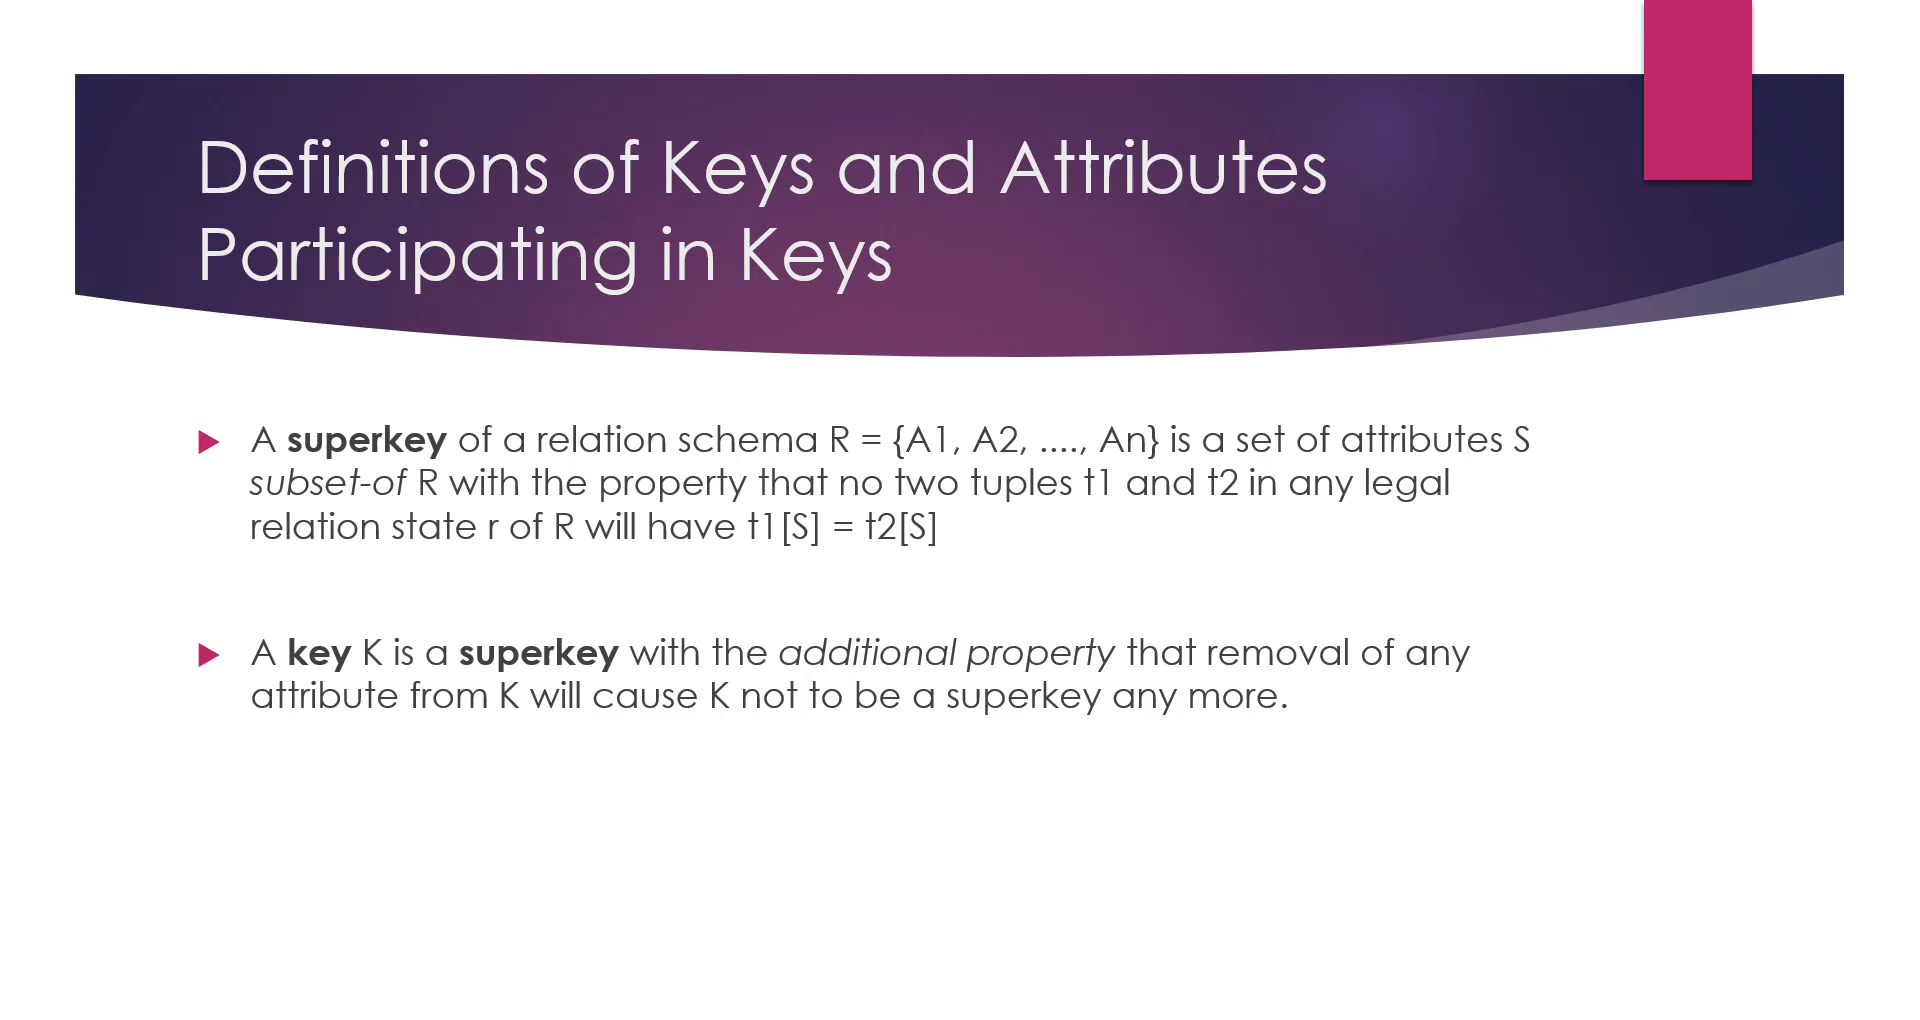 Definitions of Keys and Attributes
Participating in Keys
A superkey of a relation schema R = {A1, A2, ...., An} is a set of attributes S
subset-of R with the property that no two tuples t1 and t2 in any legal
relation state r of R will have t1[S] = t2[S]
A key K is a superkey with the additional property that removal of any
attribute from K will cause K not to be a superkey any more.